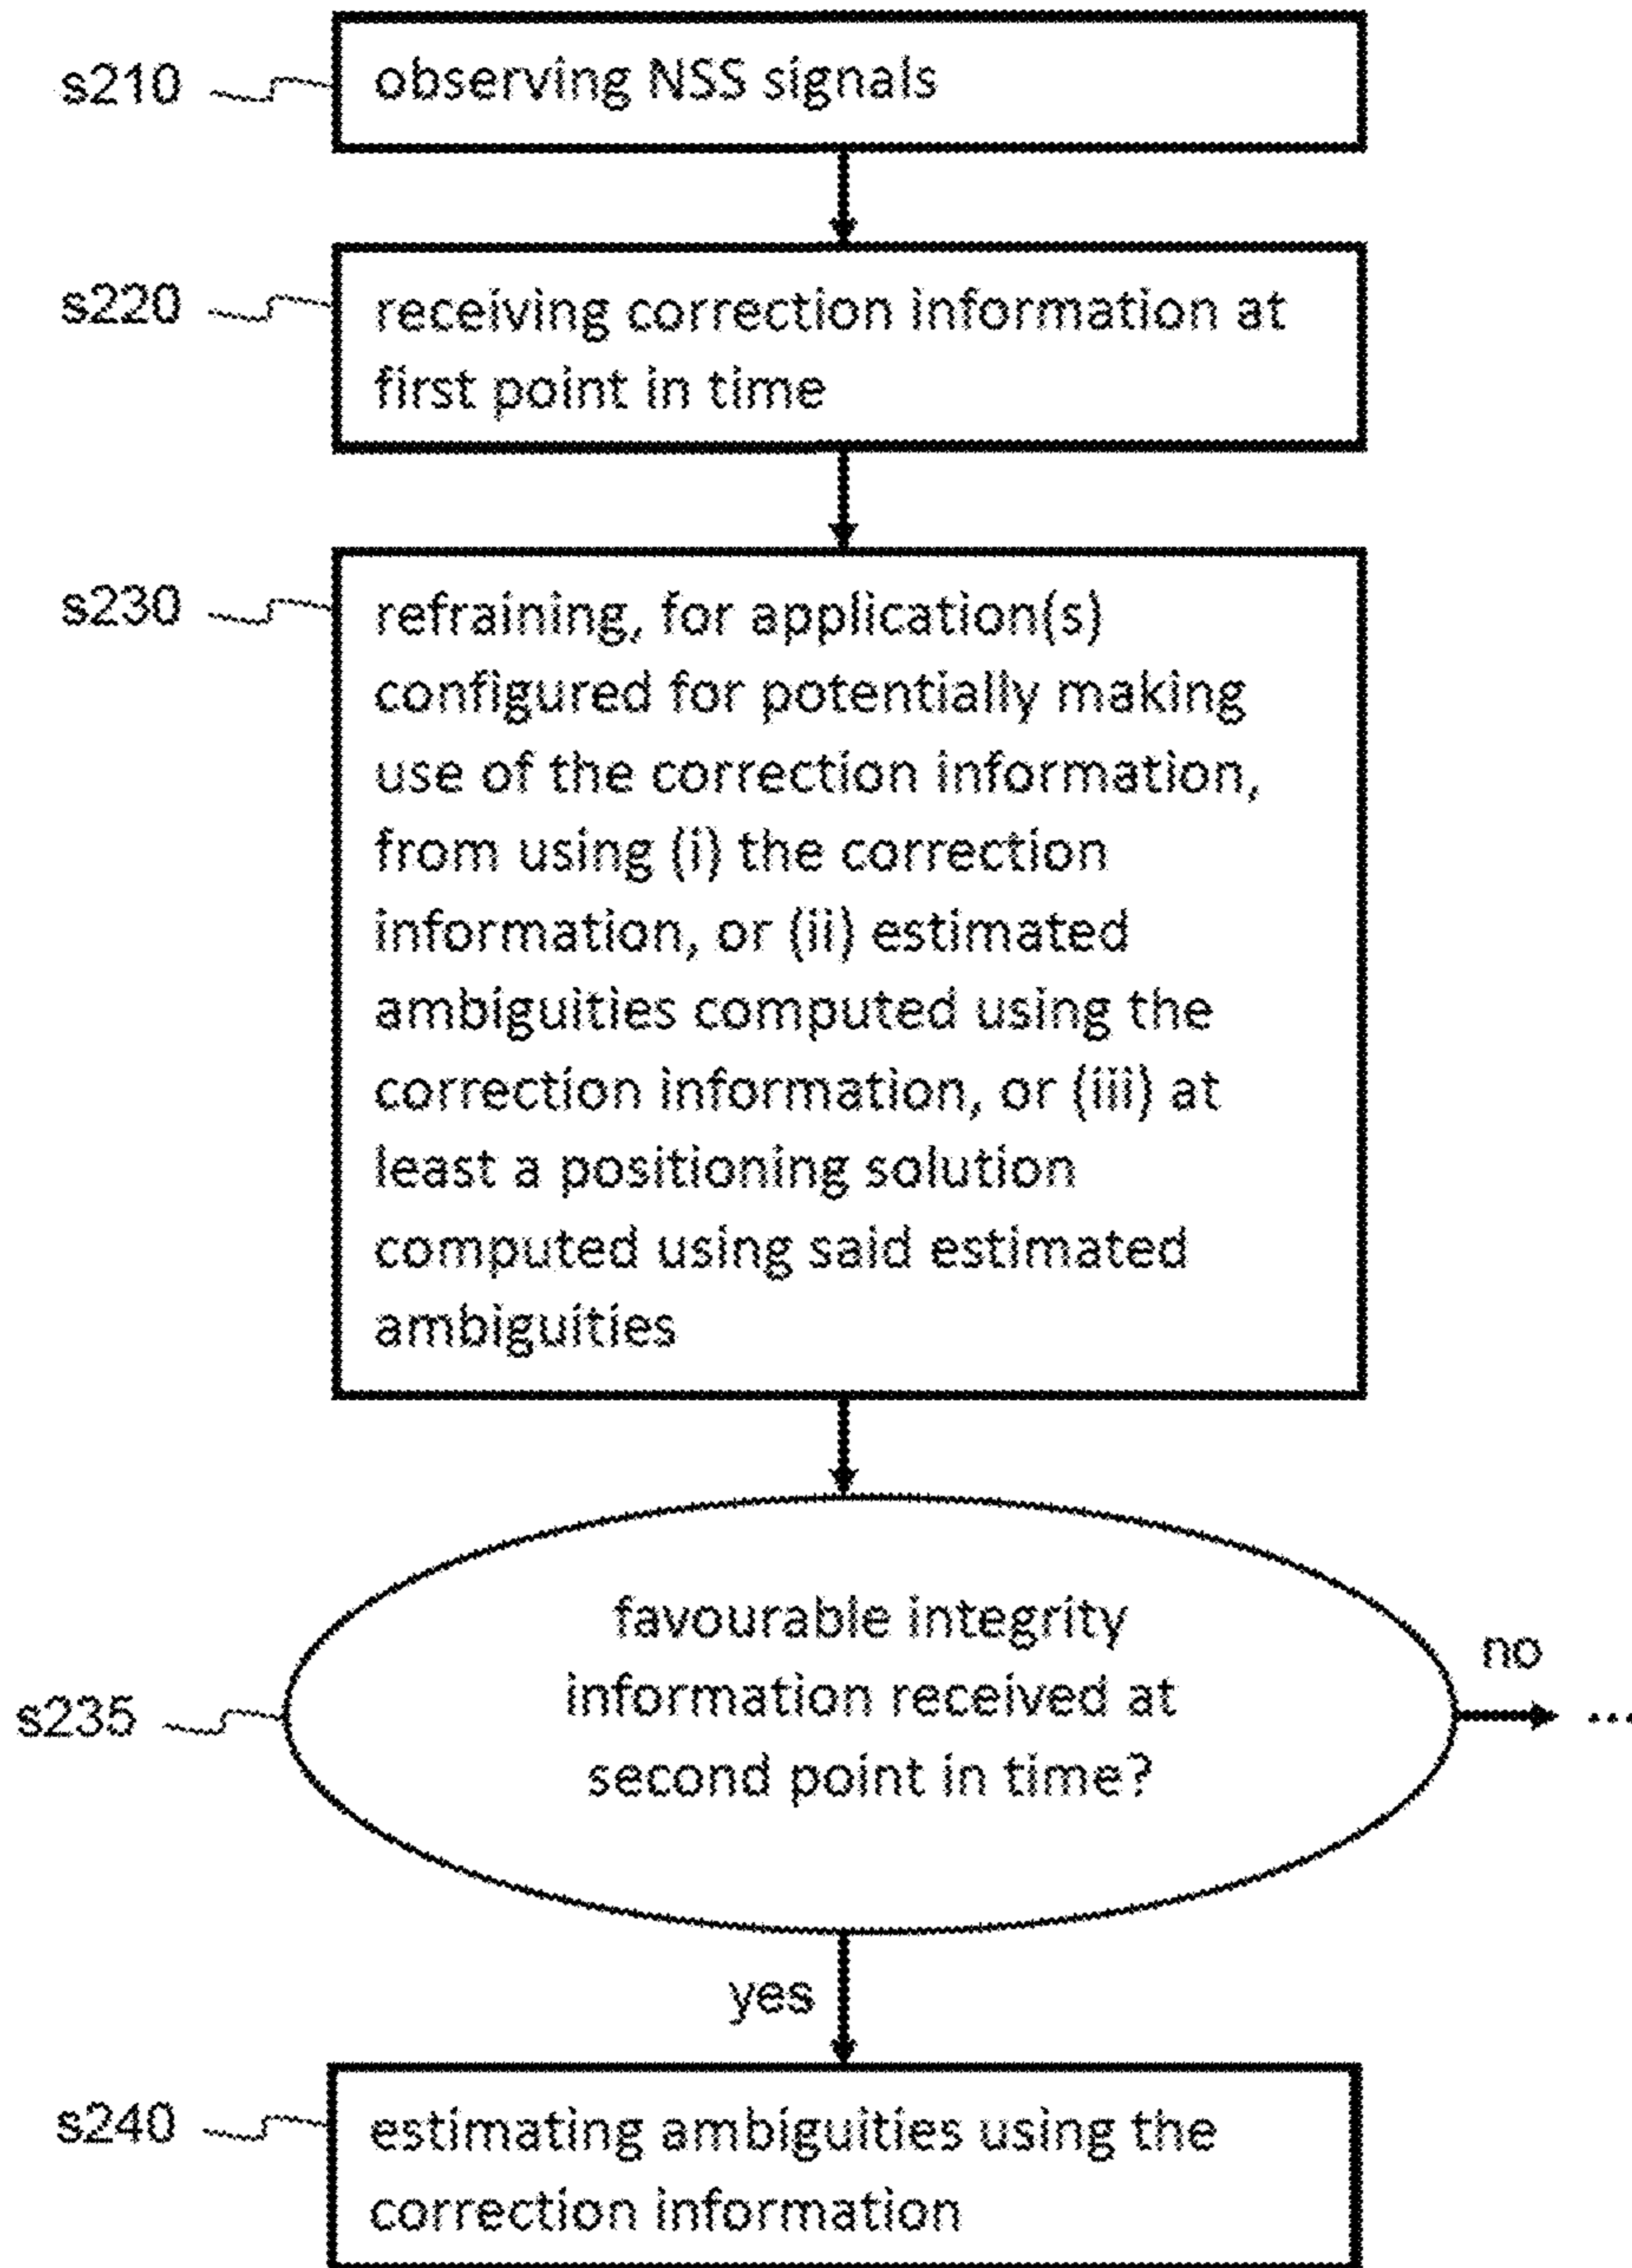 s210
observing NSS signals
s220
receiving correction information at
first point in time
s230
refraining, for application(s)
configured for potentially making
use of the correction information,
from using (i) the correction
information, or (ii) estimated
ambiguities computed using the
correction information, or (iii) at
least a positioning solution
computed using said estimated
ambiguities
s235
favourable integrity
information received at
second point in time?
no
...
yes
s240
estimating ambiguities using the
correction information